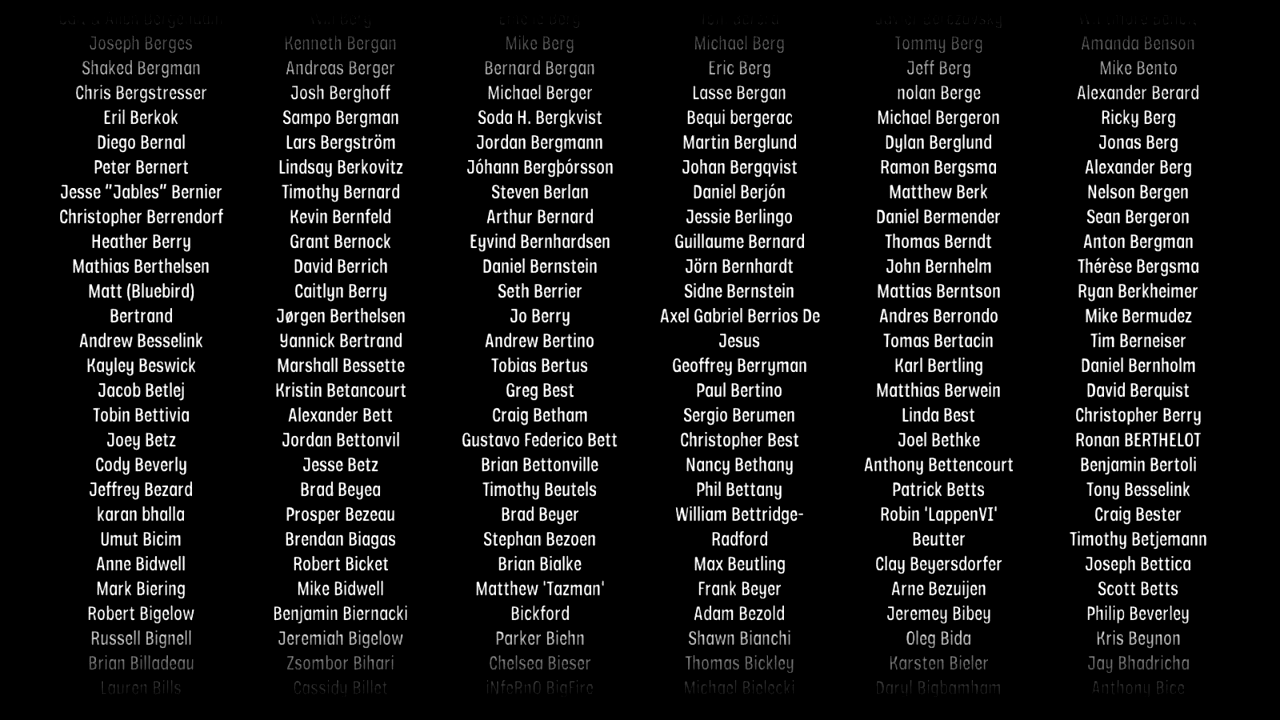 Joseph Berges
Shaked Bergman
Chris Bergstresser
Eril Berkok
Diego Bernal
Peter Bernert
Jesse "Jables" Bernier
Christopher Berrendorf
Heather Berry
Mathias Berthelsen
Matt (Bluebird)
Bertrand
Andrew Besselink
Kayley Beswick
Jacob Betlej
Tobin Bettivia
Joey Betz
Cody Beverly
Jeffrey Bezard
karan bhalla
Umut Bicim
Anne Bidwell
Mark Biering
Robert Bigelow
Russell Bignell
Brian Billadeau
Lauren Bills
Kenneth Bergan
Andreas Berger
Josh Berghoff
Sampo Bergman
Lars Bergström
Lindsay Berkovitz
Timothy Bernard
Kevin Bernfeld
Grant Bernock
David Berrich
Caitlyn Berry
Jørgen Berthelsen
Yannick Bertrand
Marshall Bessette
Kristin Betancourt
Alexander Bett
Jordan Bettonvil
Jesse Betz
Brad Beyea
Prosper Bezeau
Brendan Biagas
Robert Bicket
Mike Bidwell
Benjamin Biernacki
Jeremiah Bigelow
Zsombor Bihari
Cassidy Billet
Mike Berg
Bernard Bergan
Michael Berger
Soda H. Bergkvist
Jordan Bergmann
Jóhann Bergþórsson
Steven Berlan
Arthur Bernard
Eyvind Bernhardsen
Daniel Bernstein
Seth Berrier
Jo Berry
Andrew Bertino
Tobias Bertus
Greg Best
Craig Betham
Gustavo Federico Bett
Brian Bettonville
Timothy Beutels
Brad Beyer
Stephan Bezoen
Brian Bialke
Matthew 'Tazman'
Bickford
Parker Biehn
Chelsea Bieser
iNfeRnO BigFire
Michael Berg
Eric Berg
Lasse Bergan
Bequi bergerac
Martin Berglund
Johan Bergqvist
Daniel Berjón
Jessie Berlingo
Guillaume Bernard
Jörn Bernhardt
Sidne Bernstein
Axel Gabriel Berrios De
Jesus
Geoffrey Berryman
Paul Bertino
Sergio Berumen
Christopher Best
Nancy Bethany
Phil Bettany
William Bettridge-
Radford
Max Beutling
Frank Beyer
Adam Bezold
Shawn Bianchi
Thomas Bickley
Michael Bielecki
Tommy Berg
Jeff Berg
nolan Berge
Michael Bergeron
Dylan Berglund
Ramon Bergsma
Matthew Berk
Daniel Bermender
Thomas Berndt
John Bernhelm
Mattias Berntson
Andres Berrondo
Tomas Bertacin
Karl Bertling
Matthias Berwein
Linda Best
Joel Bethke
Anthony Bettencourt
Patrick Betts
Robin 'LappenVI'
Beutter
Clay Beyersdorfer
Arne Bezuijen
Jeremey Bibey
Oleg Bida
Karsten Bieler
Daryl Bigbamham
Amanda Benson
Mike Bento
Alexander Berard
Ricky Berg
Jonas Berg
Alexander Berg
Nelson Bergen
Sean Bergeron
Anton Bergman
Thérèse Bergsma
Ryan Berkheimer
Mike Bermudez
Tim Berneiser
Daniel Bernholm
David Berquist
Christopher Berry
Ronan BERTHELOT
Benjamin Bertoli
Tony Besselink
Craig Bester
Timothy Betjemann
Joseph Bettica
Scott Betts
Philip Beverley
Kris Beynon
Jay Bhadricha
Anthony Bice